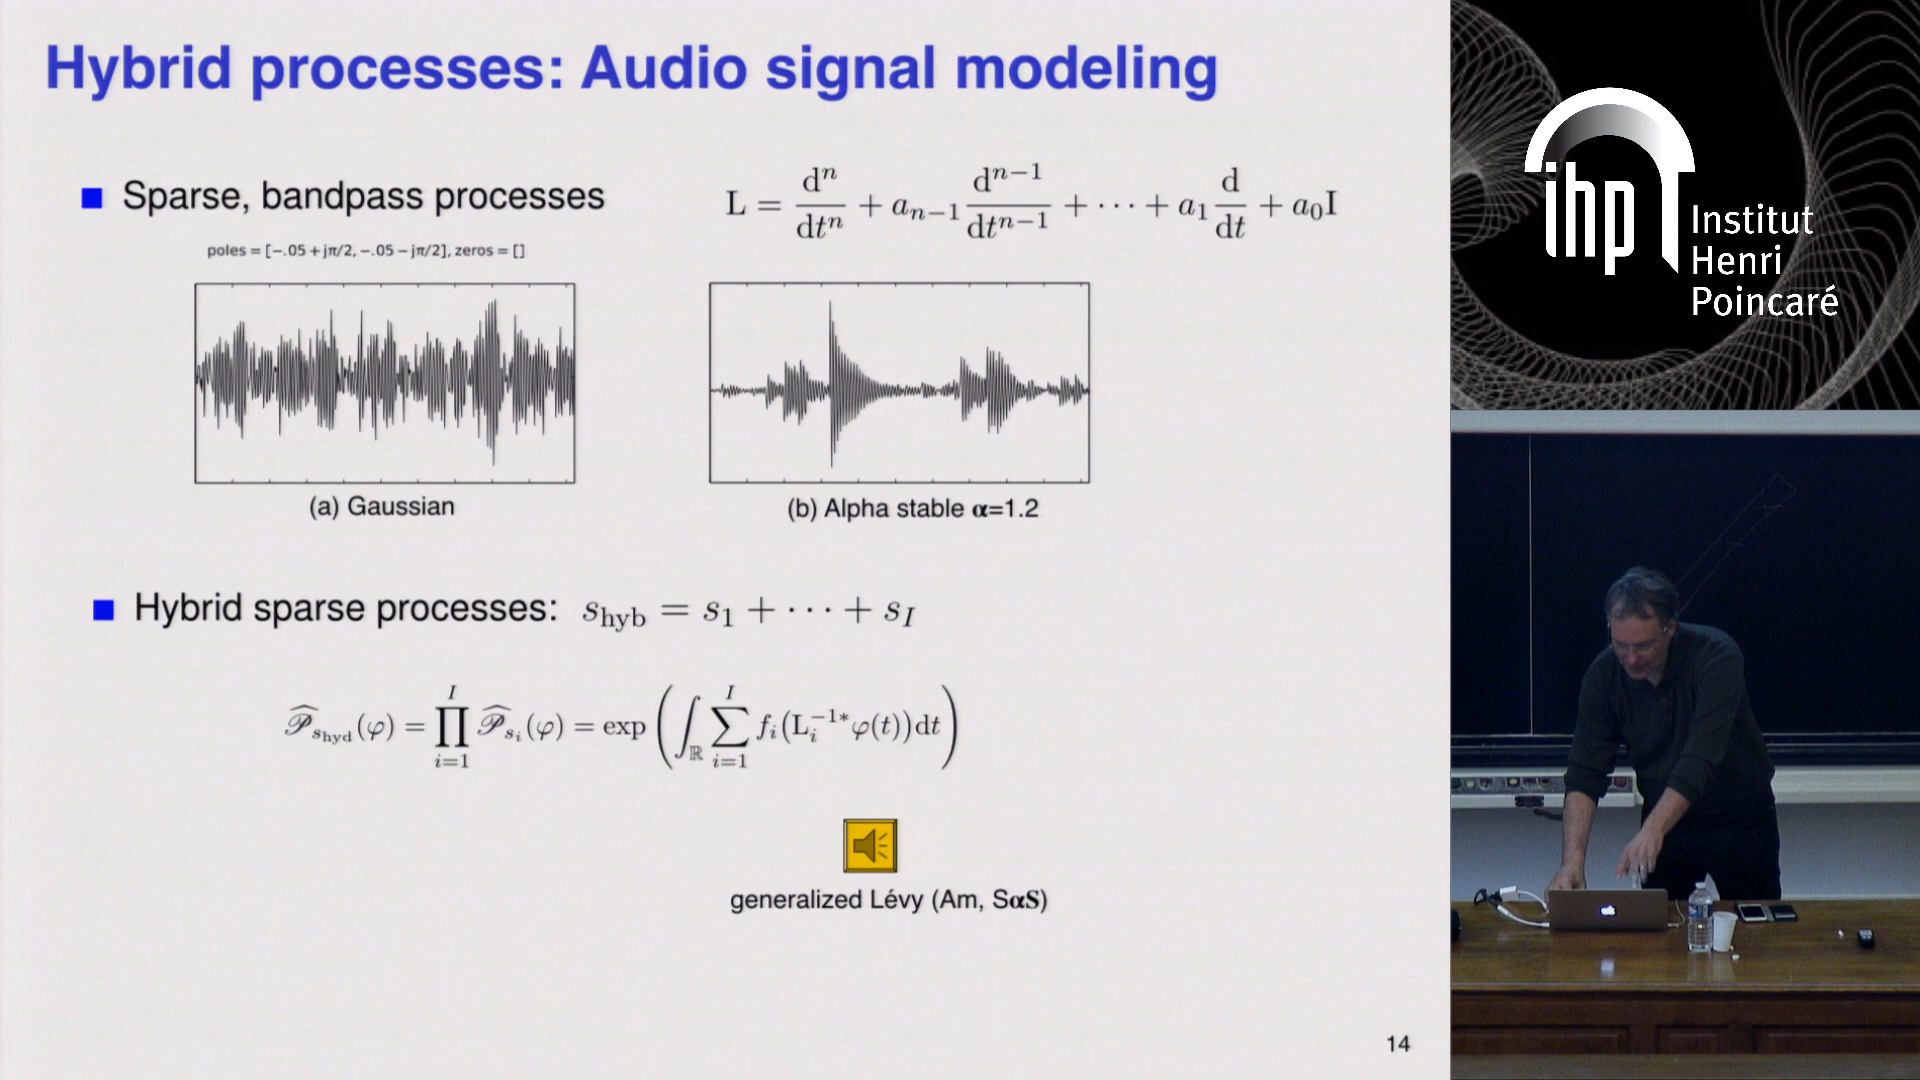 Hybrid processes: Audio signal modeling
Sparse, bandpass processes
L = dⁿ/dtⁿ + aₙ₋₁ dⁿ⁻¹/dtⁿ⁻¹ + ··· + a₁ d/dt + a₀I
poles = [−.05 + jπ/2, −.05 − jπ/2], zeros = []
(a) Gaussian
(b) Alpha stable α=1.2
Hybrid sparse processes: s_hyb = s₁ + ··· + s_I
𝒫̂_{s_hyd}(φ) = ∏_{i=1}^{I} 𝒫̂_{s_i}(φ) = exp(∫_ℝ ∑_{i=1}^{I} f_i(L_i^{−1*}φ(t))dt)
generalized Lévy (Am, SαS)
14
ihp
Institut
Henri
Poincaré